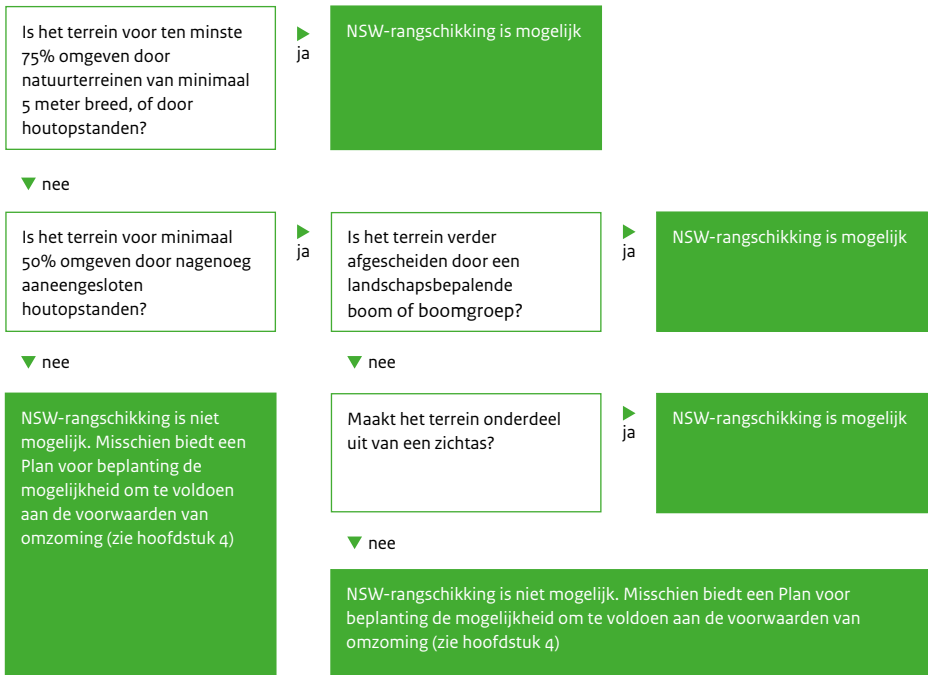 Is het terrein voor ten minste
75% omgeven door
natuurterreinen van minimaal
5 meter breed, of door
houtopstanden?
ja
NSW-rangschikking is mogelijk
nee
Is het terrein voor minimaal
50% omgeven door nagenoeg
aaneengesloten
houtopstanden?
ja
Is het terrein verder
afgescheiden door een
landschapsbepalende
boom of boomgroep?
ja
NSW-rangschikking is mogelijk
nee
nee
NSW-rangschikking is niet
mogelijk. Misschien biedt een
Plan voor beplanting de
mogelijkheid om te voldoen
aan de voorwaarden van
omzoming (zie hoofdstuk 4)
Maakt het terrein onderdeel
uit van een zichtas?
ja
NSW-rangschikking is mogelijk
nee
NSW-rangschikking is niet mogelijk. Misschien biedt een Plan voor
beplanting de mogelijkheid om te voldoen aan de voorwaarden van
omzoming (zie hoofdstuk 4)